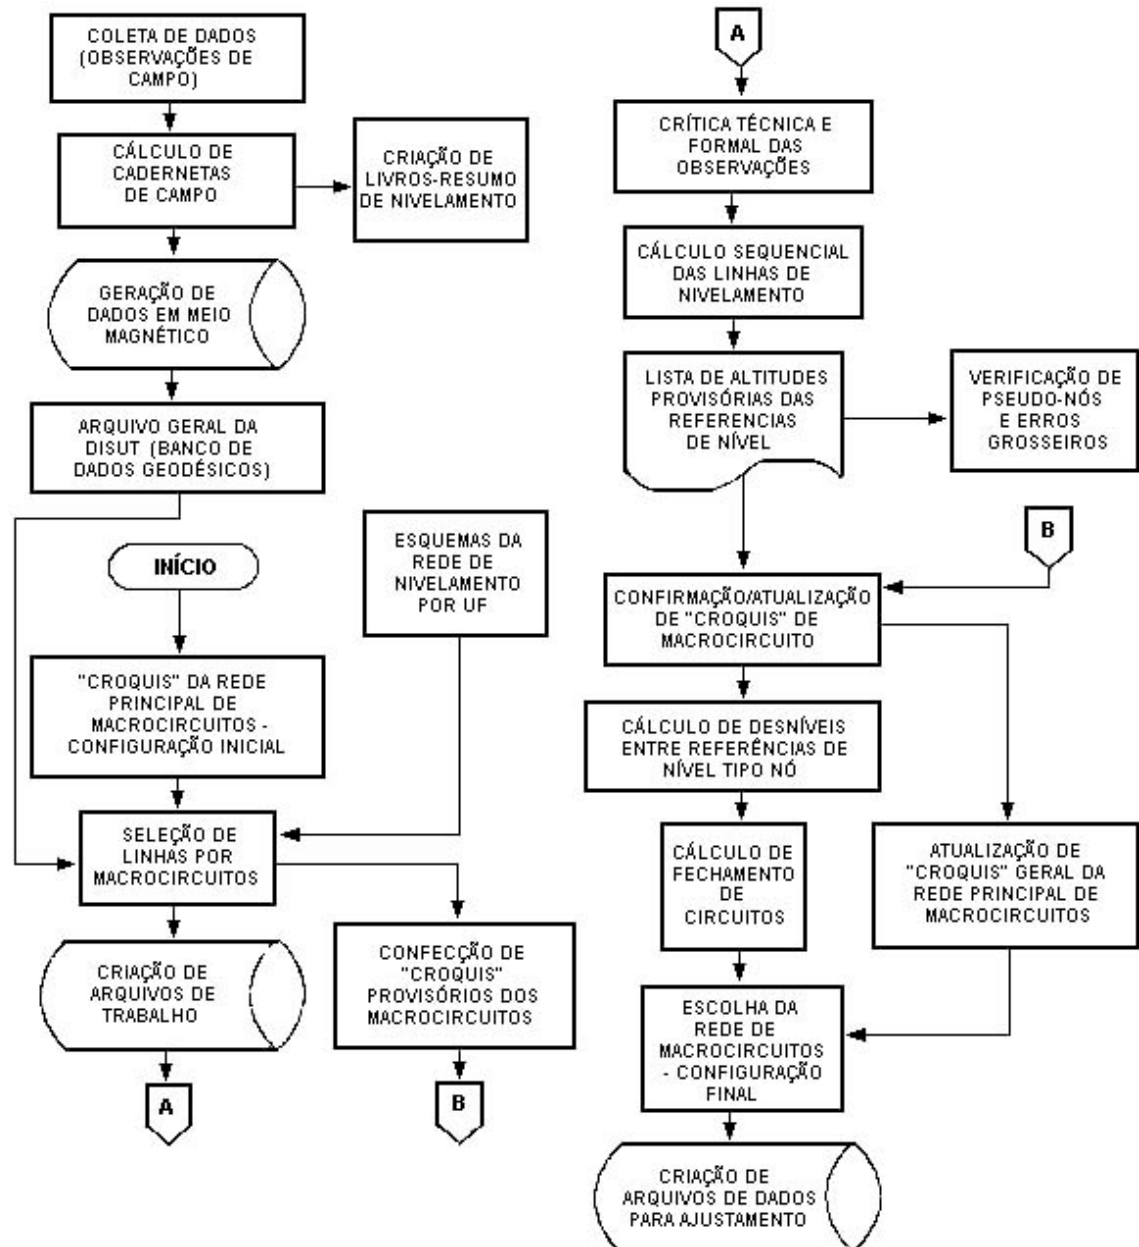 COLETA DE DADOS
(OBSERVAÇÕES DE
CAMPO)
CÁLCULO DE
CADERNETAS
DE CAMPO
CRIAÇÃO DE
LIVROS-RESUMO
DE NIVELAMENTO
GERAÇÃO DE
DADOS EM MEIO
MAGNÉTICO
ARQUIVO GERAL DA
DISUT (BANCO DE
DADOS GEODÉSICOS)
INÍCIO
ESQUEMAS DA
REDE DE
NIVELAMENTO
POR UF
"CROQUIS" DA REDE
PRINCIPAL DE
MACROCIRCUITOS -
CONFIGURAÇÃO INICIAL
SELEÇÃO DE
LINHAS POR
MACROCIRCUITOS
CRIAÇÃO DE
ARQUIVOS DE
TRABALHO
CONFECÇÃO DE
"CROQUIS"
PROVISÓRIOS DOS
MACROCIRCUITOS
A
B
A
CRÍTICA TÉCNICA E
FORMAL DAS
OBSERVAÇÕES
CÁLCULO SEQUENCIAL
DAS LINHAS DE
NIVELAMENTO
LISTA DE ALTITUDES
PROVISÓRIAS DAS
REFERENCIAS
DE NÍVEL
VERIFICAÇÃO DE
PSEUDO-NÓS
E ERROS
GROSSEIROS
B
CONFIRMAÇÃO/ATUALIZAÇÃO
DE "CROQUIS" DE
MACROCIRCUITO
CÁLCULO DE DESNÍVEIS
ENTRE REFERÊNCIAS DE
NÍVEL TIPO NÓ
CÁLCULO DE
FECHAMENTO
DE
CIRCUITOS
ATUALIZAÇÃO DE
"CROQUIS" GERAL DA
REDE PRINCIPAL DE
MACROCIRCUITOS
ESCOLHA DA
REDE DE
MACROCIRCUITOS
- CONFIGURAÇÃO
FINAL
CRIAÇÃO DE
ARQUIVOS DE DADOS
PARA AJUSTAMENTO